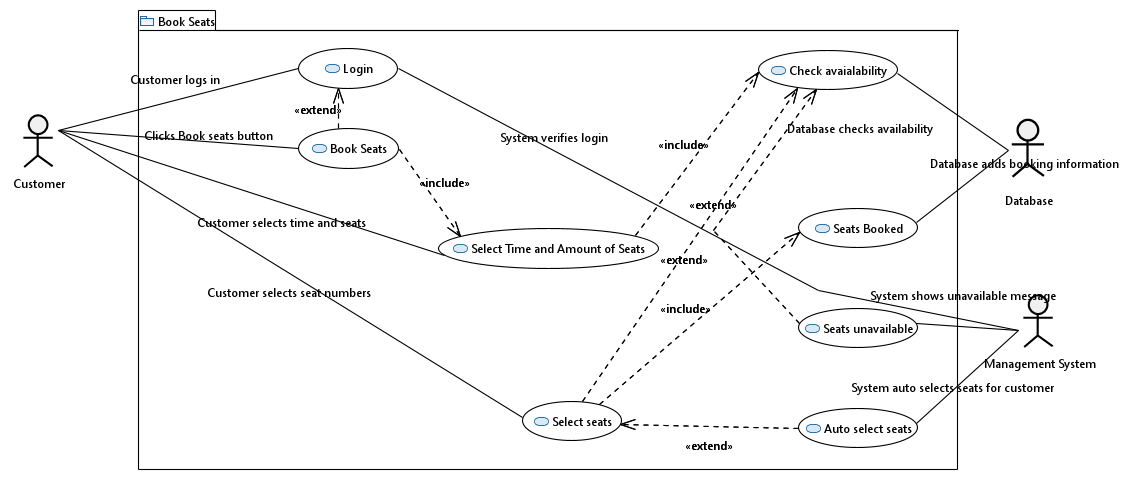 Book Seats
Login
Check avaialability
Customer logs in
«extend»
Clicks Book seats button
Book Seats
System verifies login
«include»
Database checks availability
Database adds booking information
Customer
«include»
Database
«extend»
Customer selects time and seats
Select Time and Amount of Seats
Seats Booked
«extend»
Customer selects seat numbers
System shows unavailable message
«include»
Seats unavailable
Management System
System auto selects seats for customer
Select seats
Auto select seats
«extend»